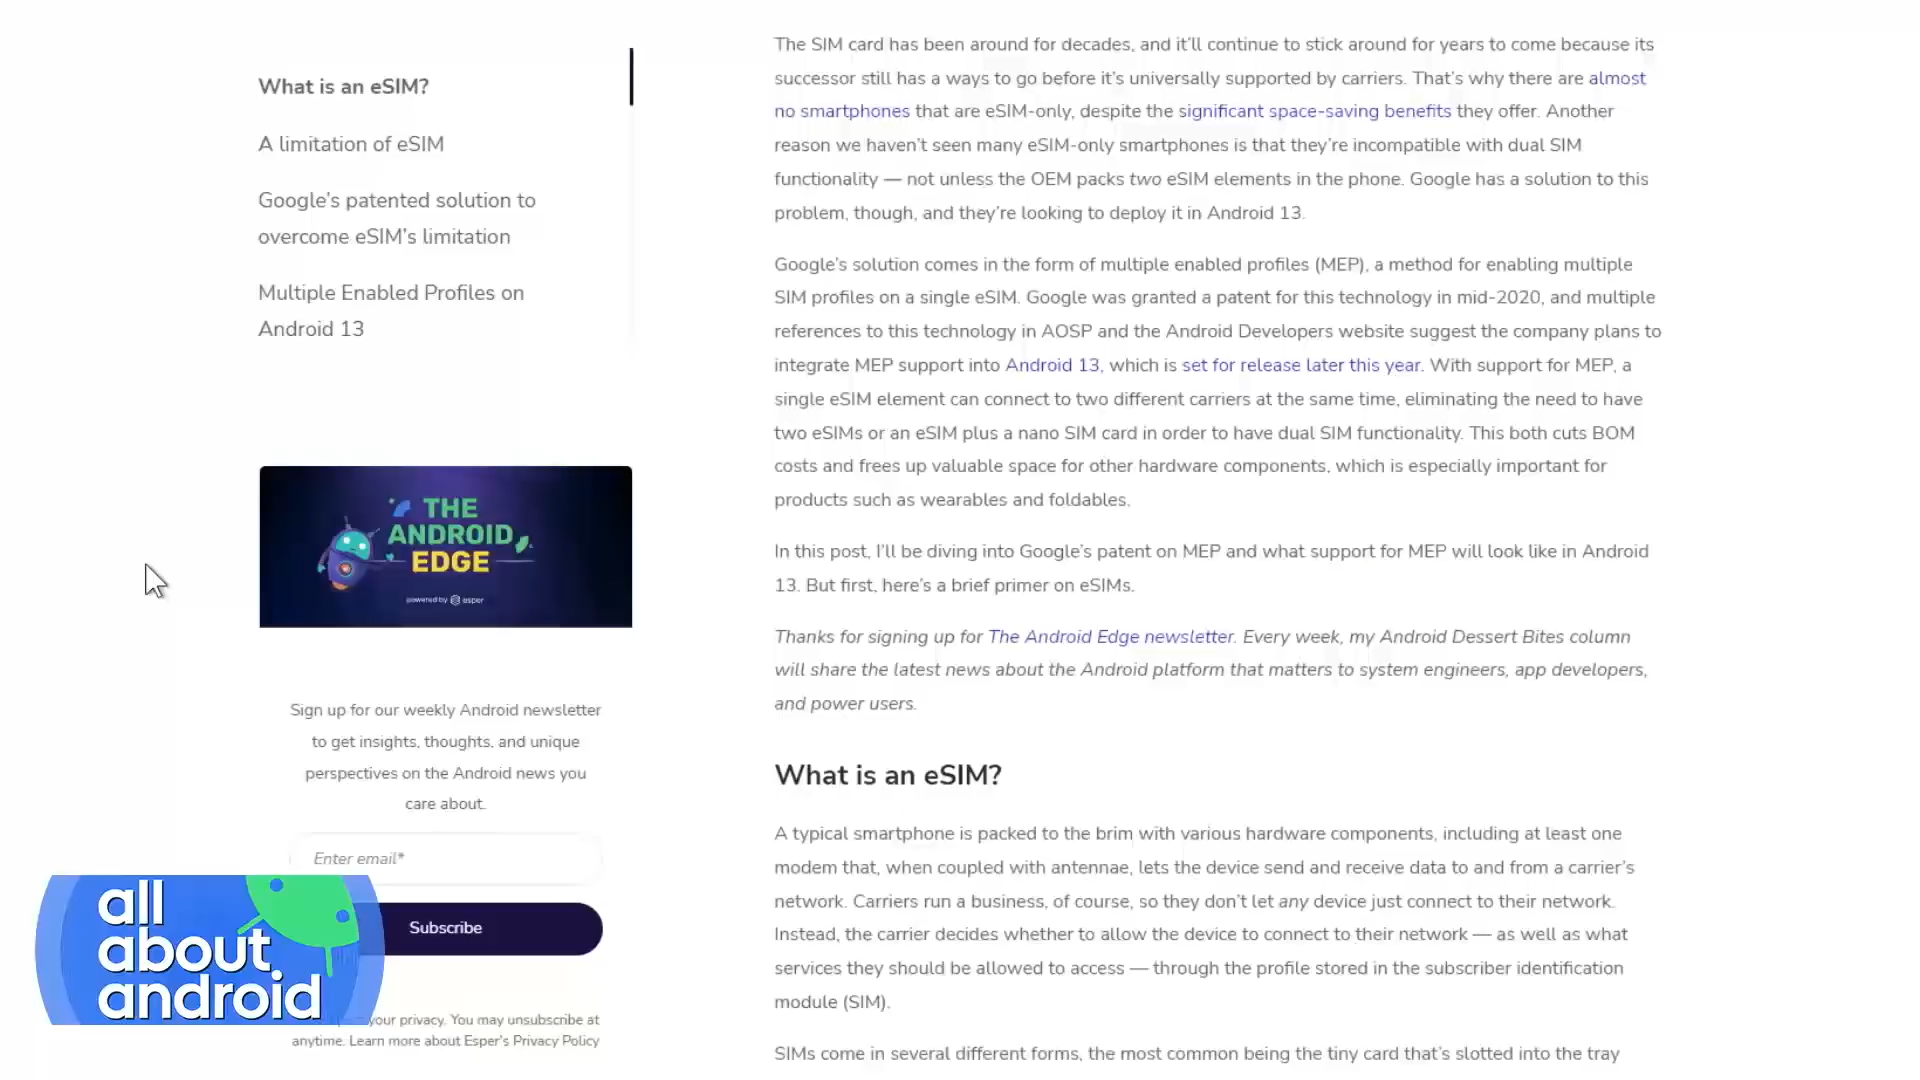 What is an eSIM?
A limitation of eSIM
Google's patented solution to
overcome eSIM's limitation
Multiple Enabled Profiles on
Android 13
THE
ANDROID
EDGE
powered by esper
Sign up for our weekly Android newsletter
to get insights, thoughts, and unique
perspectives on the Android news you
care about.
Enter email*
Subscribe
your privacy. You may unsubscribe at
anytime. Learn more about Esper's Privacy Policy
all
about
android
The SIM card has been around for decades, and it'll continue to stick around for years to come because its
successor still has a ways to go before it's universally supported by carriers. That's why there are almost
no smartphones that are eSIM-only, despite the significant space-saving benefits they offer. Another
reason we haven't seen many eSIM-only smartphones is that they're incompatible with dual SIM
functionality — not unless the OEM packs two eSIM elements in the phone. Google has a solution to this
problem, though, and they're looking to deploy it in Android 13.
Google's solution comes in the form of multiple enabled profiles (MEP), a method for enabling multiple
SIM profiles on a single eSIM. Google was granted a patent for this technology in mid-2020, and multiple
references to this technology in AOSP and the Android Developers website suggest the company plans to
integrate MEP support into Android 13, which is set for release later this year. With support for MEP, a
single eSIM element can connect to two different carriers at the same time, eliminating the need to have
two eSIMs or an eSIM plus a nano SIM card in order to have dual SIM functionality. This both cuts BOM
costs and frees up valuable space for other hardware components, which is especially important for
products such as wearables and foldables.
In this post, I'll be diving into Google's patent on MEP and what support for MEP will look like in Android
13. But first, here's a brief primer on eSIMs.
Thanks for signing up for The Android Edge newsletter. Every week, my Android Dessert Bites column
will share the latest news about the Android platform that matters to system engineers, app developers,
and power users.
What is an eSIM?
A typical smartphone is packed to the brim with various hardware components, including at least one
modem that, when coupled with antennae, lets the device send and receive data to and from a carrier's
network. Carriers run a business, of course, so they don't let any device just connect to their network.
Instead, the carrier decides whether to allow the device to connect to their network — as well as what
services they should be allowed to access — through the profile stored in the subscriber identification
module (SIM).
SIMs come in several different forms, the most common being the tiny card that's slotted into the tray